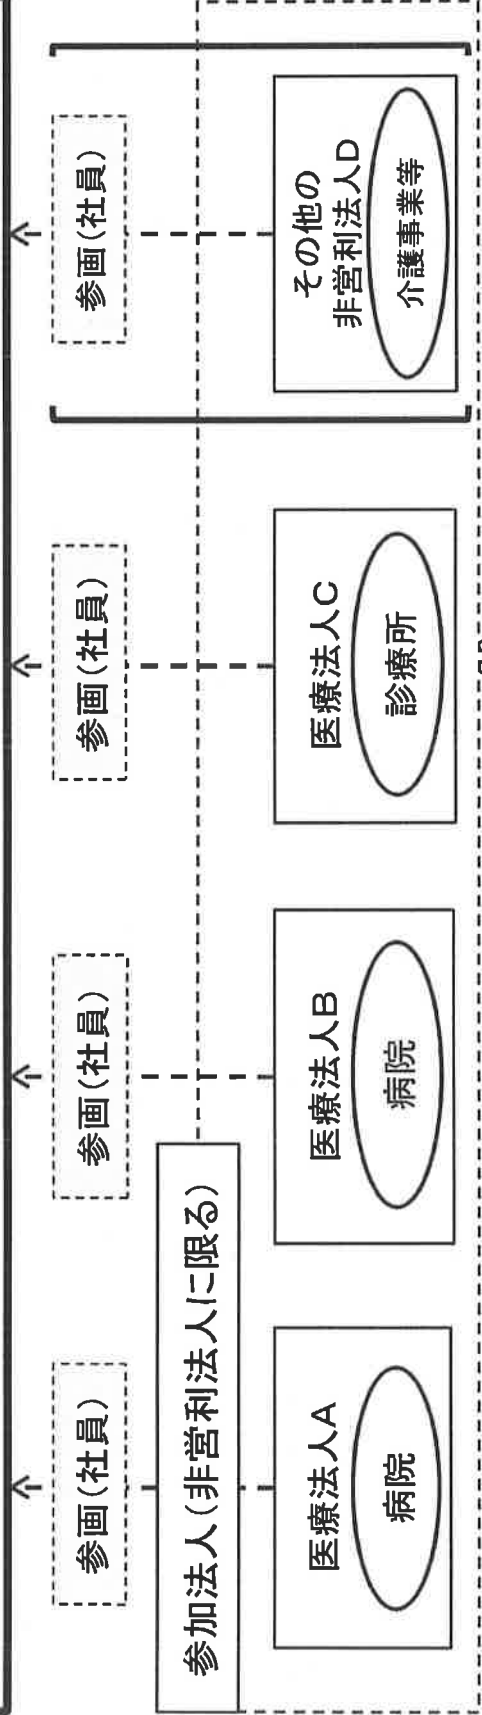 参画(社員)
参画(社員)
参画(社員)
参画(社員)
参加法人(非営利法人に限る)
医療法人A
病院
医療法人B
病院
医療法人C
診療所
その他の
非営利法人D
介護事業等